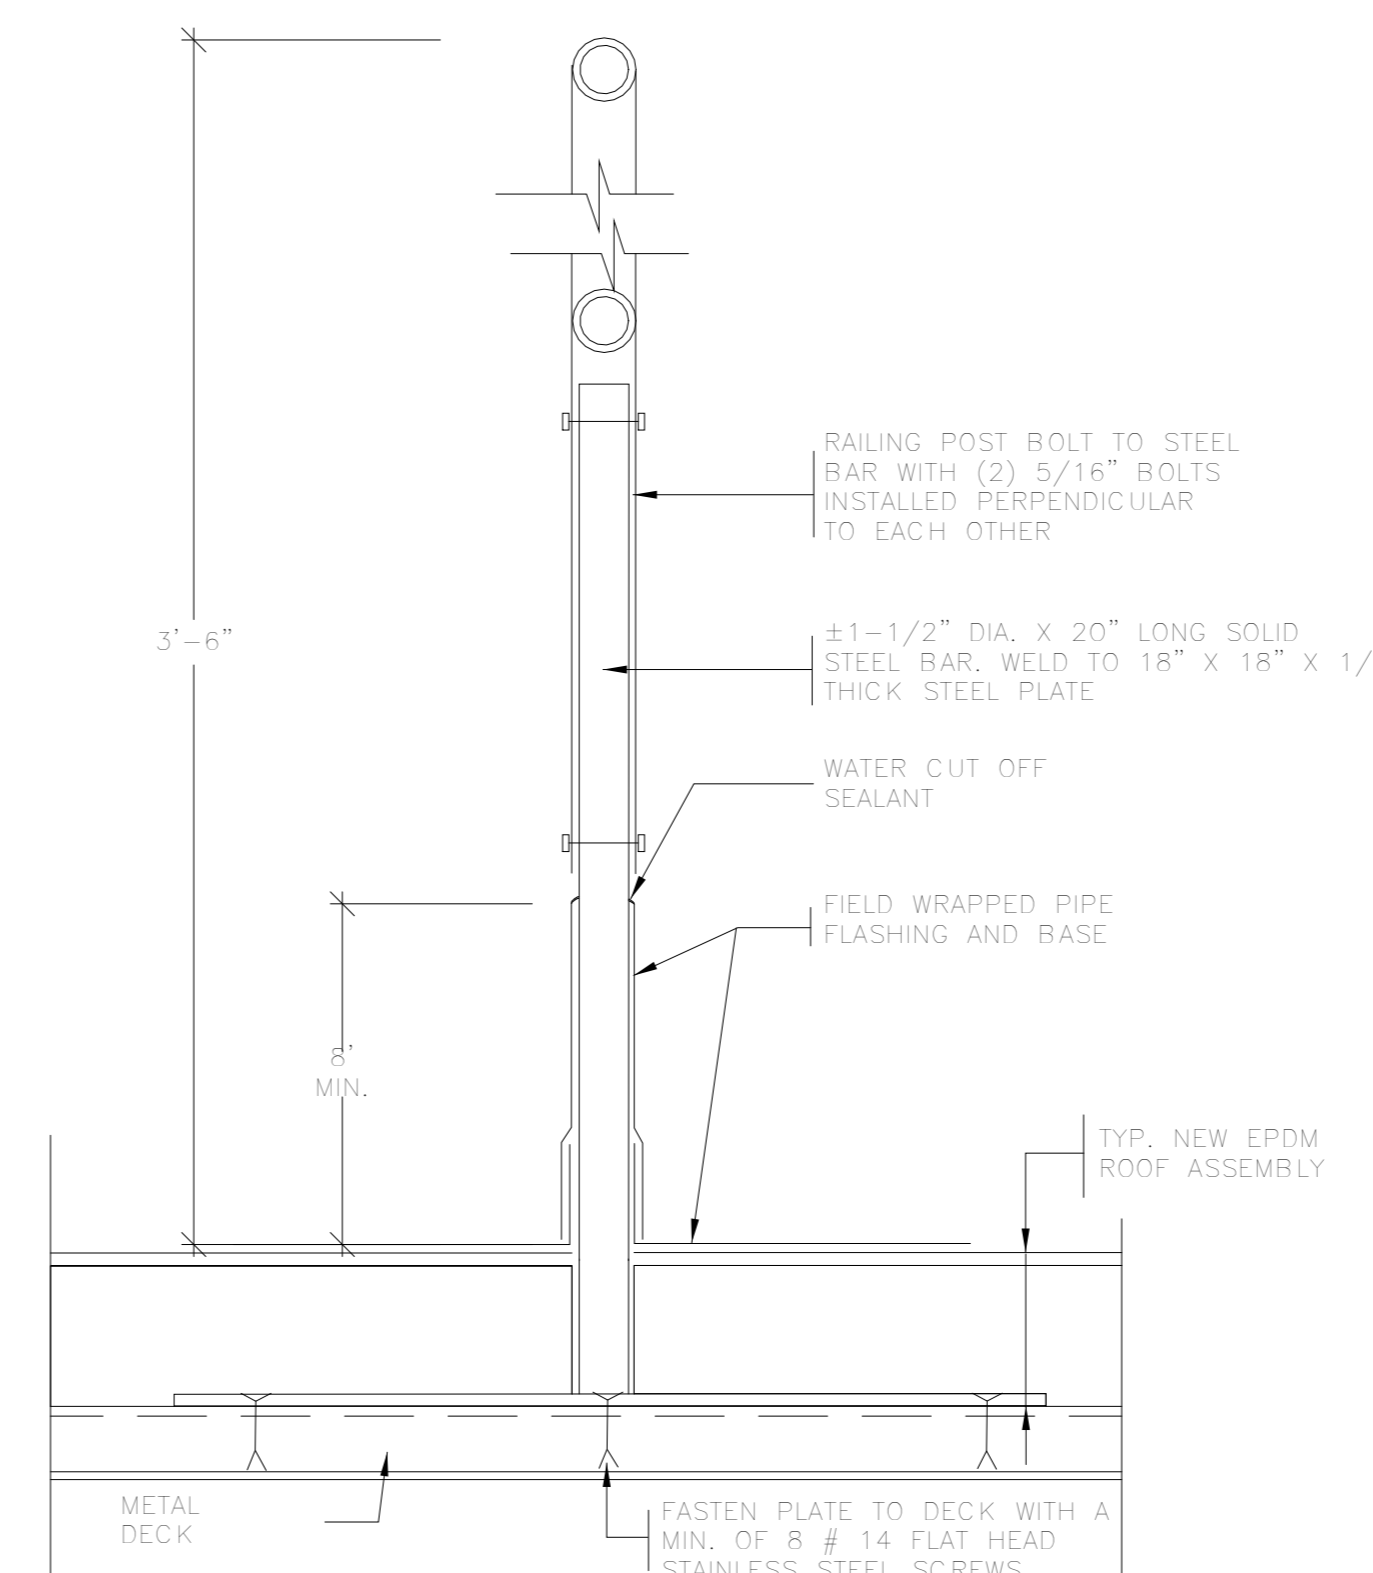 RAILING POST BOLT TO STEEL
BAR WITH (2) 5/16" BOLTS
INSTALLED PERPENDICULAR
TO EACH OTHER
3'-6"
±1-1/2" DIA. X 20" LONG SOLID
STEEL BAR. WELD TO 18" X 18" X 1/
THICK STEEL PLATE
WATER CUT OFF
SEALANT
FIELD WRAPPED PIPE
FLASHING AND BASE
8'
MIN.
TYP. NEW EPDM
ROOF ASSEMBLY
METAL
DECK
FASTEN PLATE TO DECK WITH A
MIN. OF 8 # 14 FLAT HEAD
STAINLESS STEEL SCREWS